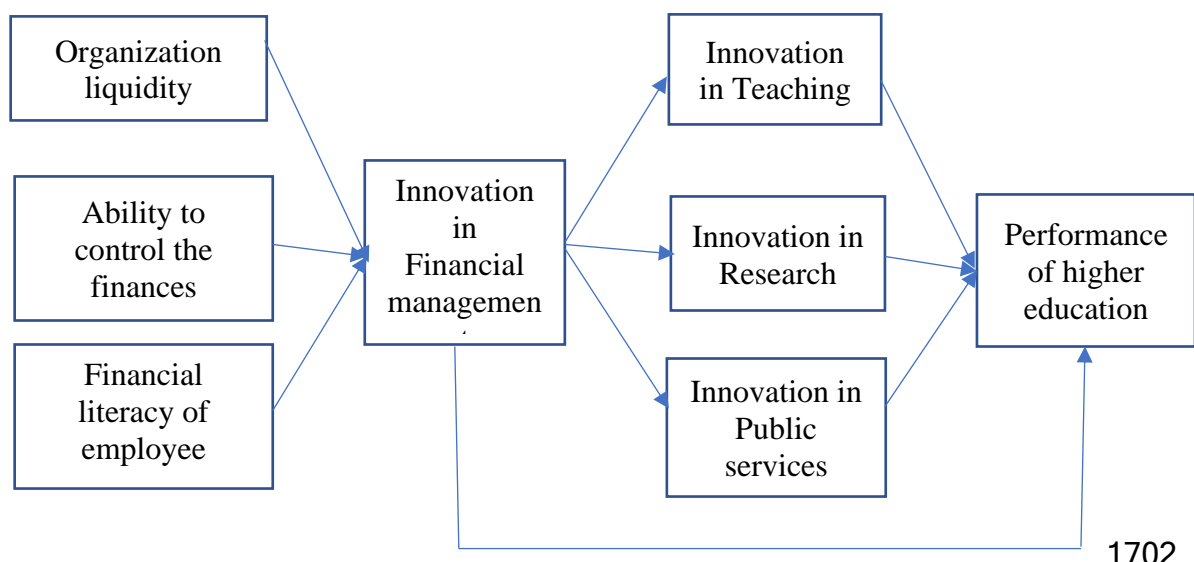 Organization
liquidity
Ability to
control the
finances
Financial
literacy of
employee
Innovation
in
Financial
managemen
Innovation
in Teaching
Innovation in
Research
Innovation in
Public
services
Performance
of higher
education
1702